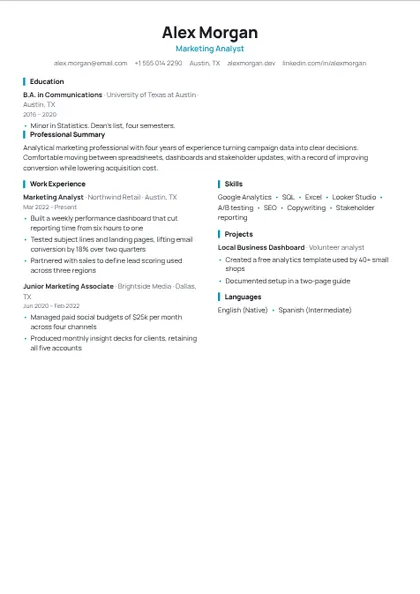 Alex Morgan
Marketing Analyst
alex.morgan@email.com +1 555 014 2290 Austin, TX alexmorgan.dev linkedin.com/in/alexmorgan
Education
B.A. in Communications · University of Texas at Austin ·
Austin, TX
2016 – 2020
• Minor in Statistics. Dean's list, four semesters.
Professional Summary
Analytical marketing professional with four years of experience turning campaign data into clear decisions.
Comfortable moving between spreadsheets, dashboards and stakeholder updates, with a record of improving
conversion while lowering acquisition cost.
Work Experience
Marketing Analyst · Northwind Retail · Austin, TX
Mar 2022 – Present
• Built a weekly performance dashboard that cut
reporting time from six hours to one
• Tested subject lines and landing pages, lifting email
conversion by 18% over two quarters
• Partnered with sales to define lead scoring used
across three regions
Junior Marketing Associate · Brightside Media · Dallas,
TX
Jun 2020 – Feb 2022
• Managed paid social budgets of $25k per month
across four channels
• Produced monthly insight decks for clients, retaining
all five accounts
Skills
Google Analytics • SQL • Excel • Looker Studio •
A/B testing • SEO • Copywriting • Stakeholder
reporting
Projects
Local Business Dashboard · Volunteer analyst
• Created a free analytics template used by 40+ small
shops
• Documented setup in a two-page guide
Languages
English (Native) • Spanish (Intermediate)